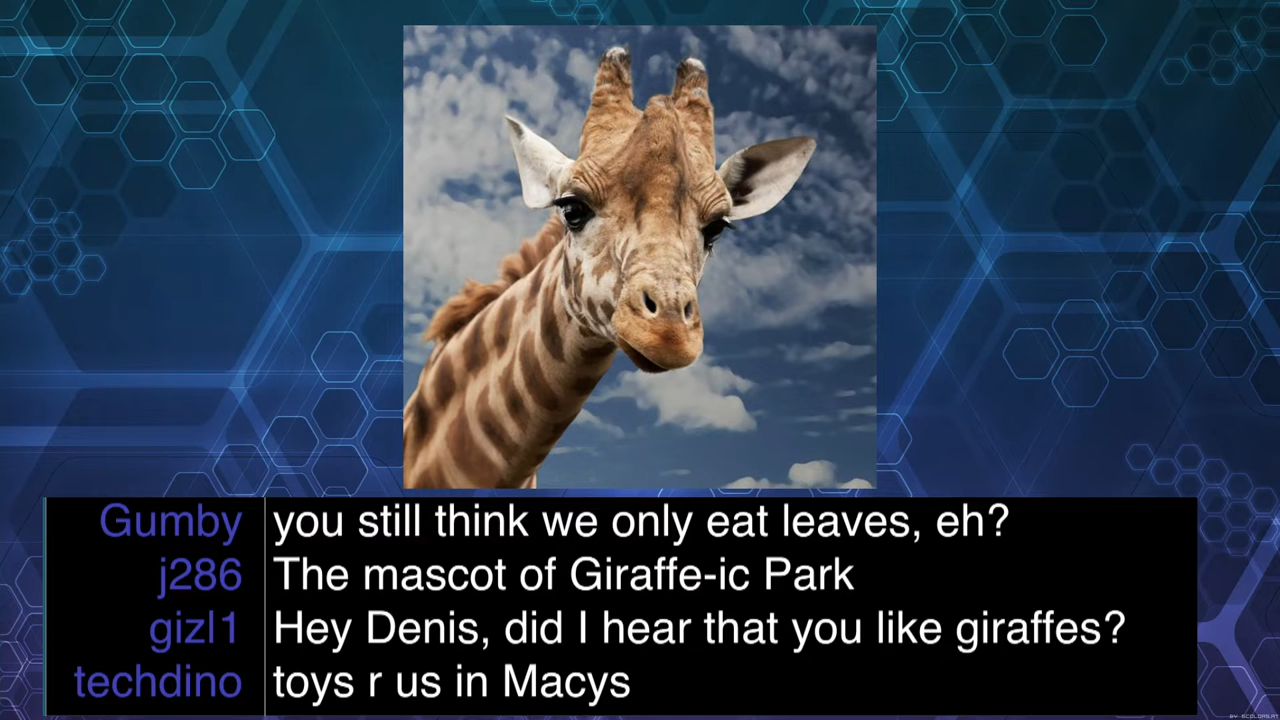 Gumby you still think we only eat leaves, eh?
j286 The mascot of Giraffe-ic Park
gizl1 Hey Denis, did I hear that you like giraffes?
techdino toys r us in Macys